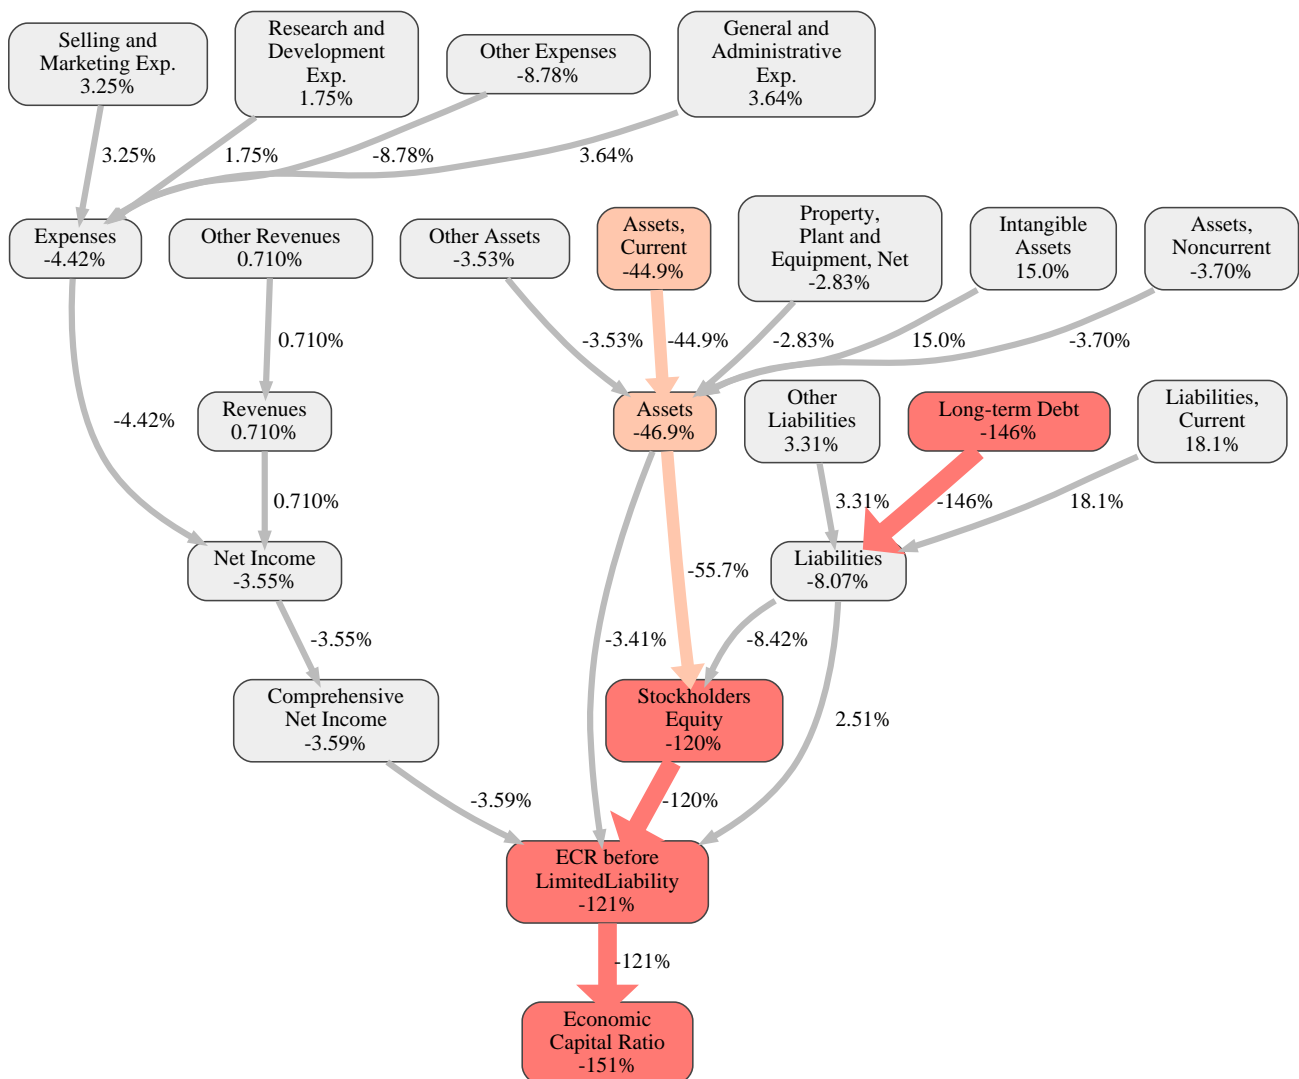 Selling and
Marketing Exp.
3.25%
Research and
Development
Exp.
1.75%
Other Expenses
-8.78%
General and
Administrative
Exp.
3.64%
3.25%
1.75%
-8.78%
3.64%
Expenses
-4.42%
Other Revenues
0.710%
Other Assets
-3.53%
Assets,
Current
-44.9%
Property,
Plant and
Equipment, Net
-2.83%
Intangible
Assets
15.0%
Assets,
Noncurrent
-3.70%
0.710%
-3.53%
-44.9%
-2.83%
15.0%
-3.70%
-4.42%
Revenues
0.710%
Assets
-46.9%
Other
Liabilities
3.31%
Long-term Debt
-146%
Liabilities,
Current
18.1%
0.710%
3.31%
-146%
18.1%
Net Income
-3.55%
-55.7%
Liabilities
-8.07%
-3.55%
-3.41%
-8.42%
2.51%
Comprehensive
Net Income
-3.59%
Stockholders
Equity
-120%
-3.59%
-120%
ECR before
LimitedLiability
-121%
-121%
Economic
Capital Ratio
-151%